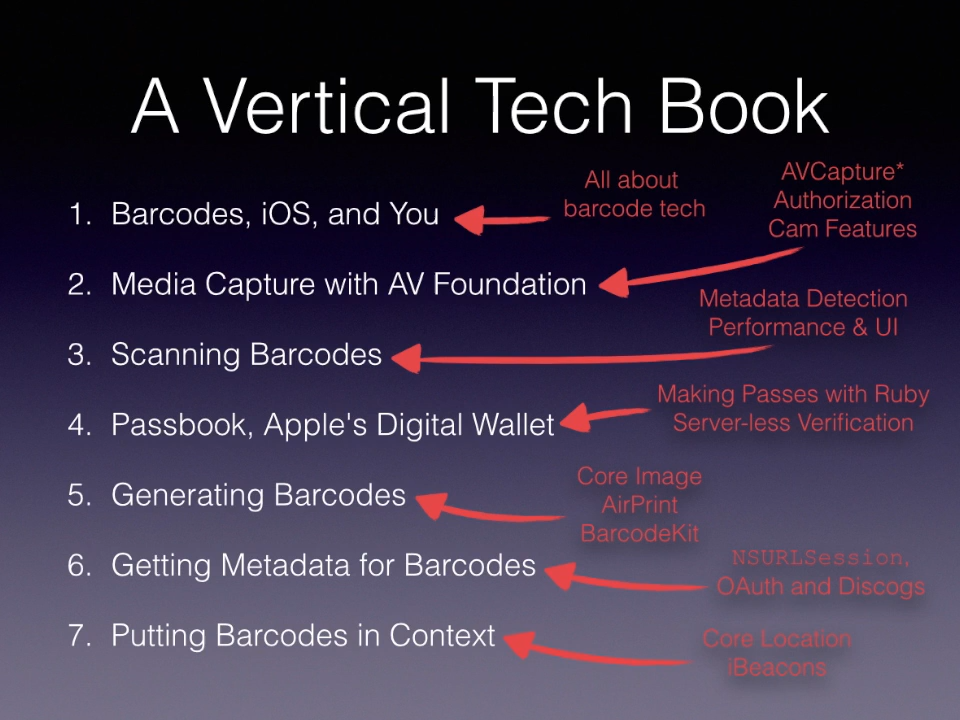 A Vertical Tech Book
1. Barcodes, iOS, and You
All about
barcode tech
AVCapture*
Authorization
Cam Features
2. Media Capture with AV Foundation
Metadata Detection
Performance & UI
3. Scanning Barcodes
4. Passbook, Apple's Digital Wallet
Making Passes with Ruby
Server-less Verification
5. Generating Barcodes
Core Image
AirPrint
BarcodeKit
6. Getting Metadata for Barcodes
NSURLSession,
OAuth and Discogs
7. Putting Barcodes in Context
Core Location
iBeacons